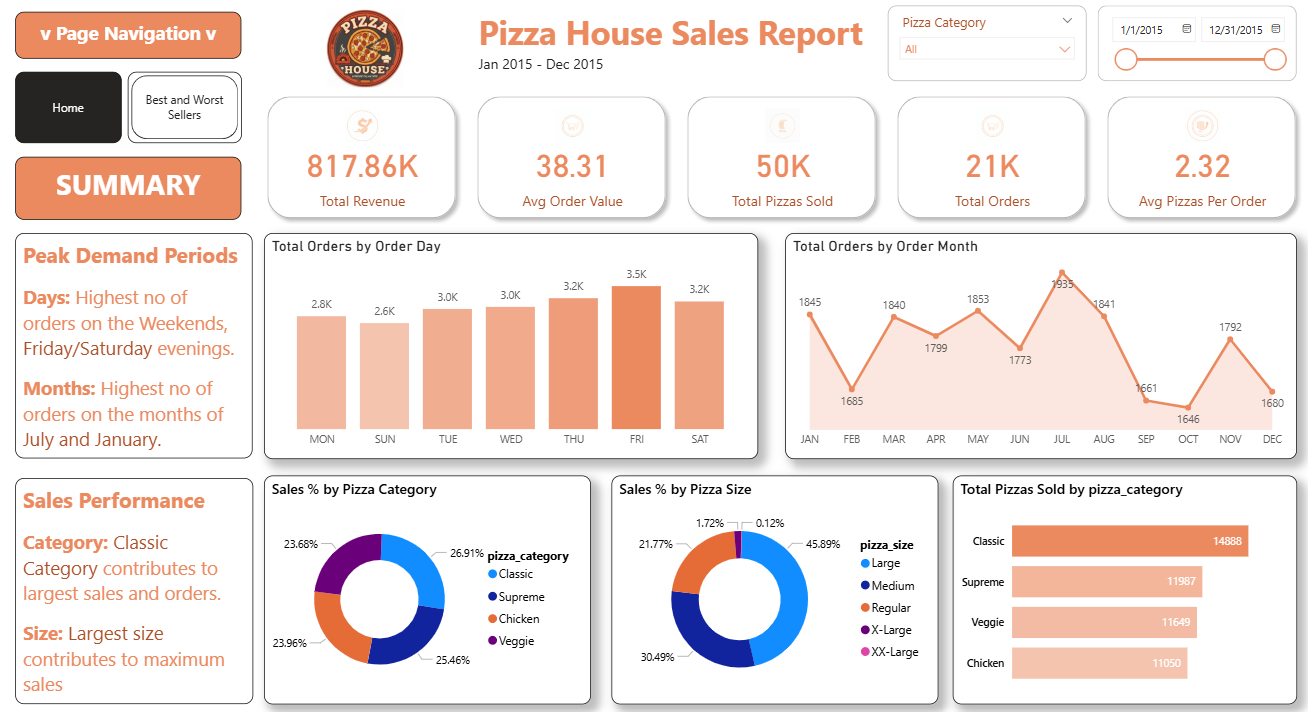 v Page Navigation v
Home
Best and Worst
Sellers
SUMMARY
PIZZA
HOUSE
Pizza House Sales Report
Jan 2015 - Dec 2015
Pizza Category
All
1/1/2015 12/31/2015
817.86K
Total Revenue
38.31
Avg Order Value
50K
Total Pizzas Sold
21K
Total Orders
2.32
Avg Pizzas Per Order
Peak Demand Periods
Days: Highest no of
orders on the Weekends,
Friday/Saturday evenings.
Months: Highest no of
orders on the months of
July and January.
Total Orders by Order Day
2.8K 2.6K 3.0K 3.0K 3.2K 3.5K 3.2K
MON SUN TUE WED THU FRI SAT
Total Orders by Order Month
1845 1685 1840 1799 1853 1773 1935 1841 1661 1646 1792 1680
JAN FEB MAR APR MAY JUN JUL AUG SEP OCT NOV DEC
Sales Performance
Category: Classic
Category contributes to
largest sales and orders.
Size: Largest size
contributes to maximum
sales
Sales % by Pizza Category
26.91%
25.46%
23.96%
23.68%
pizza_category
Classic
Supreme
Chicken
Veggie
Sales % by Pizza Size
1.72% 0.12%
45.89%
30.49%
21.77%
pizza_size
Large
Medium
Regular
X-Large
XX-Large
Total Pizzas Sold by pizza_category
Classic 14888
Supreme 11987
Veggie 11649
Chicken 11050